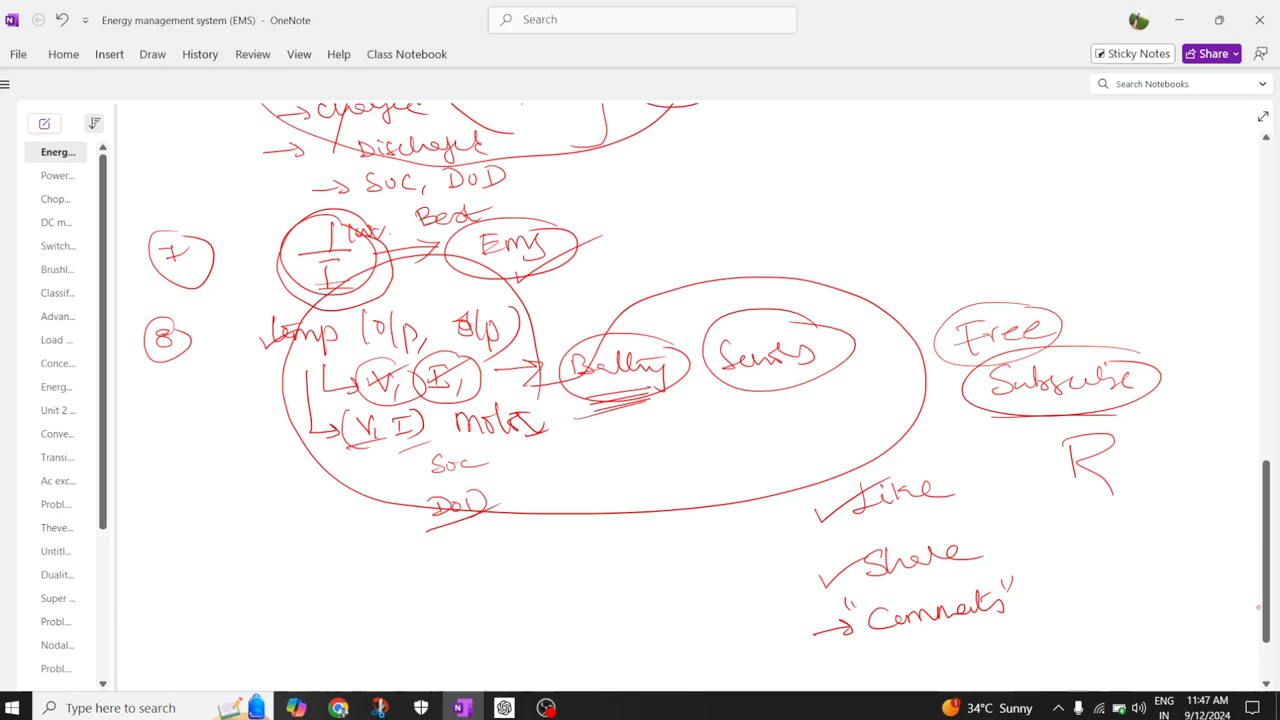 Energy management system (EMS) - OneNote
Search
File Home Insert Draw History Review View Help Class Notebook
Sticky Notes
Share
Search Notebooks
Energ...
Power...
Chop...
DC m...
Switch...
Brushl...
Classif...
Advan...
Load ...
Conce...
Energ...
Unit 2 ...
Conve...
Transi...
Ac exc...
Probl...
Theve...
Untitl...
Dualit...
Super ...
Probl...
Nodal...
Probl...
→ Charge
→ Discharge
→ SOC, DOD
7
Best
EMS
8
Temp (o/p, i/p)
V, I, → Battery
Free
Subscribe
(V, I) motor
R
SOC
DOD
Like
Share
→ "Comments"
Type here to search
34°C Sunny
ENG
IN
11:47 AM
9/12/2024